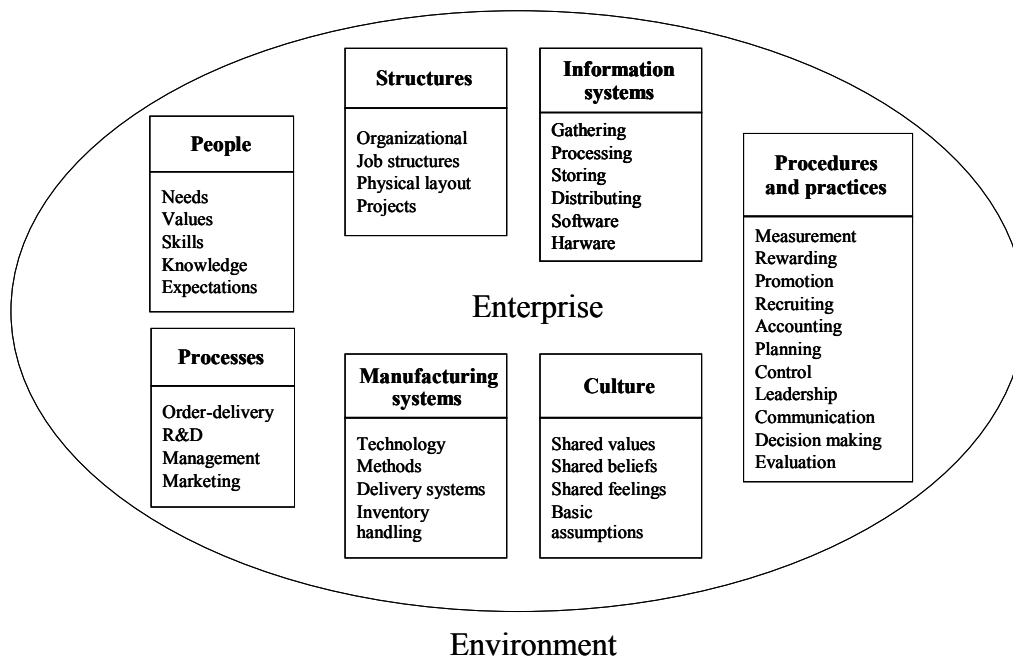 People
Needs
Values
Skills
Knowledge
Expectations
Processes
Order-delivery
R&D
Management
Marketing
Structures
Organizational
Job structures
Physical layout
Projects
Information
systems
Gathering
Processing
Storing
Distributing
Software
Harware
Enterprise
Manufacturing
systems
Technology
Methods
Delivery systems
Inventory
handling
Culture
Shared values
Shared beliefs
Shared feelings
Basic
assumptions
Procedures
and practices
Measurement
Rewarding
Promotion
Recruiting
Accounting
Planning
Control
Leadership
Communication
Decision making
Evaluation
Environment